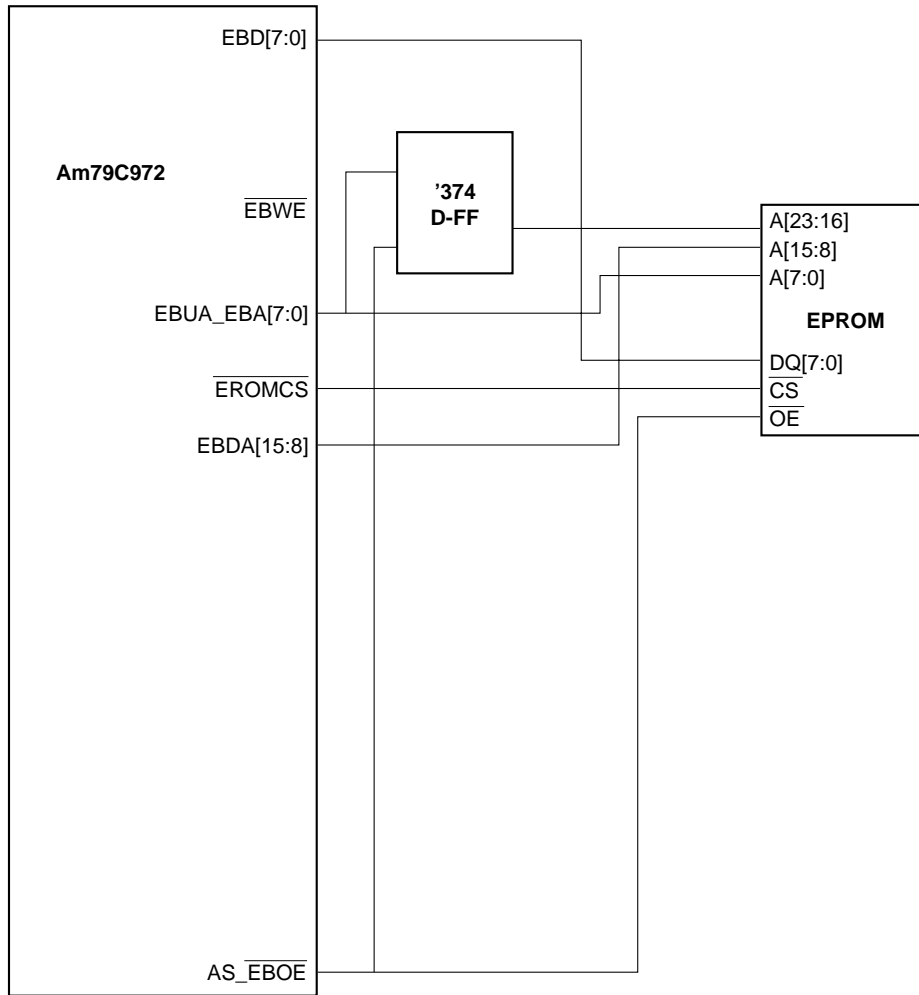 EBD[7:0]
Am79C972
EBWE
EBUA_EBA[7:0]
EROMCS
EBDA[15:8]
AS_EBOE
’374
D-FF
A[23:16]
A[15:8]
A[7:0]
EPROM
DQ[7:0]
CS
OE